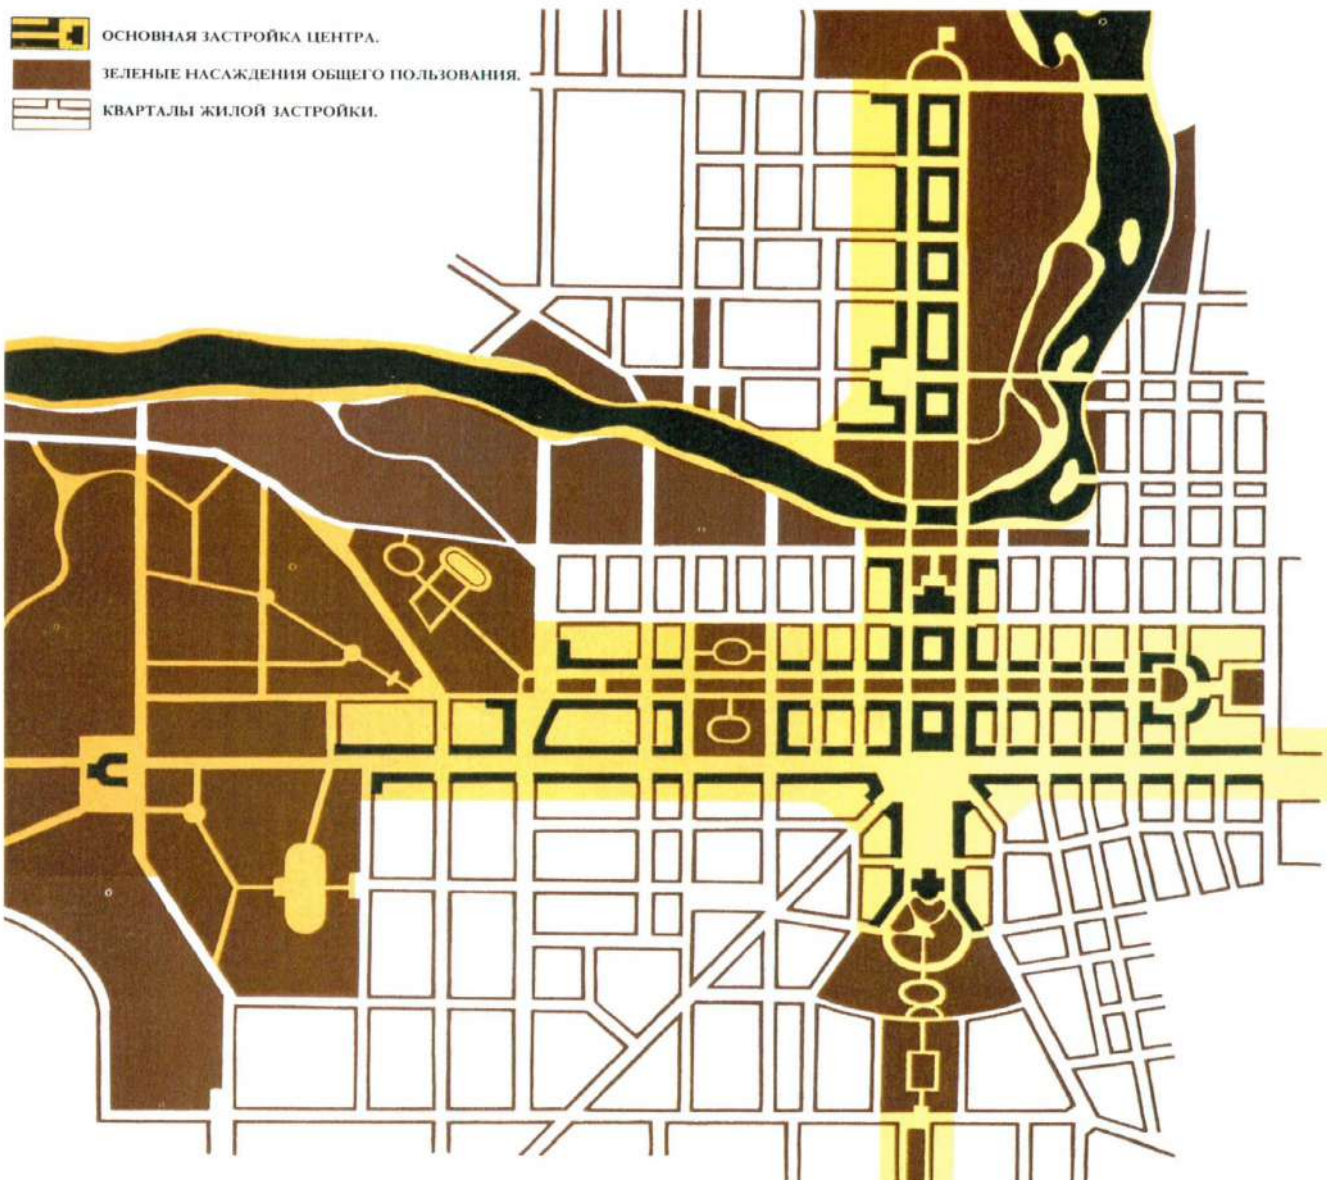 ОСНОВНАЯ ЗАСТРОЙКА ЦЕНТРА.
ЗЕЛЕНЫЕ НАСАЖДЕНИЯ ОБЩЕГО ПОЛЬЗОВАНИЯ.
КВАРТАЛЫ ЖИЛОЙ ЗАСТРОЙКИ.